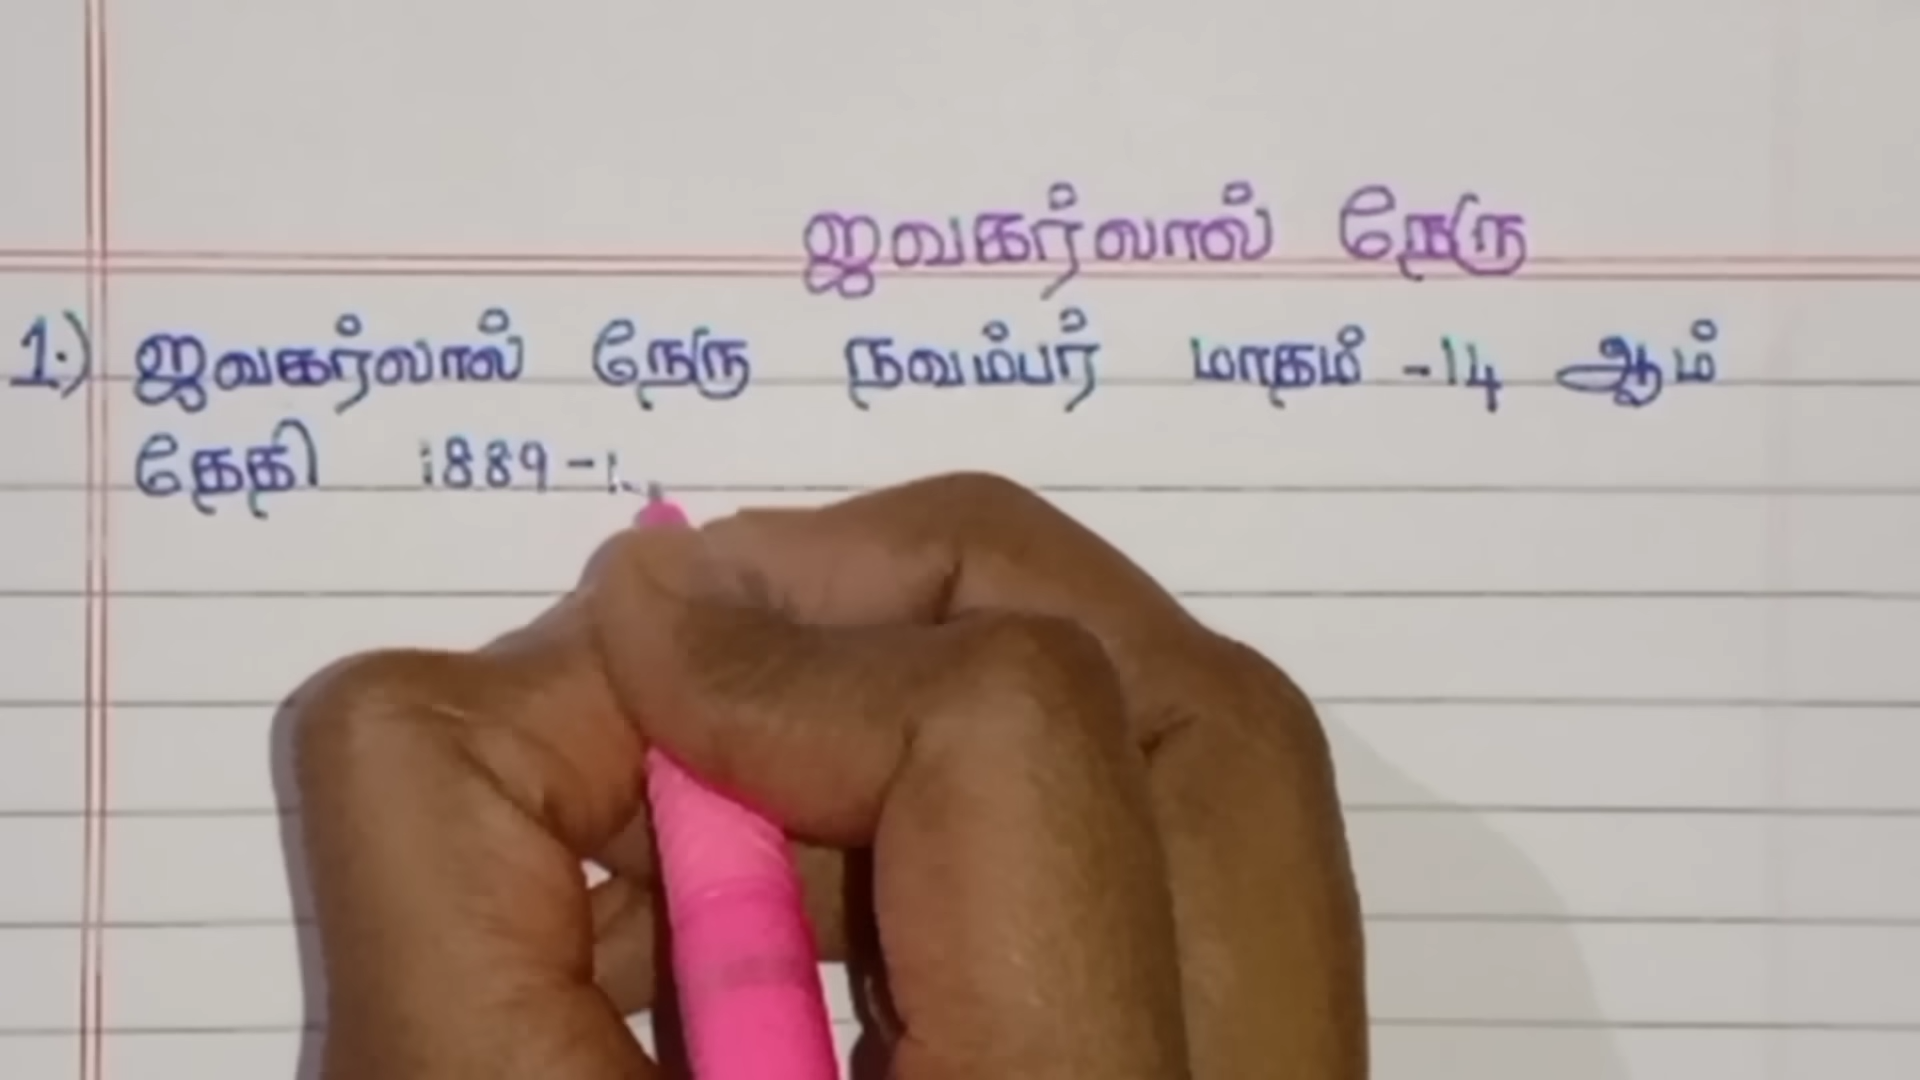 ஜவகர்லால் நேரு
1.) ஜவகர்லால் நேரு நவம்பர் மாதம் -14 ஆம்
தேதி 1889 -